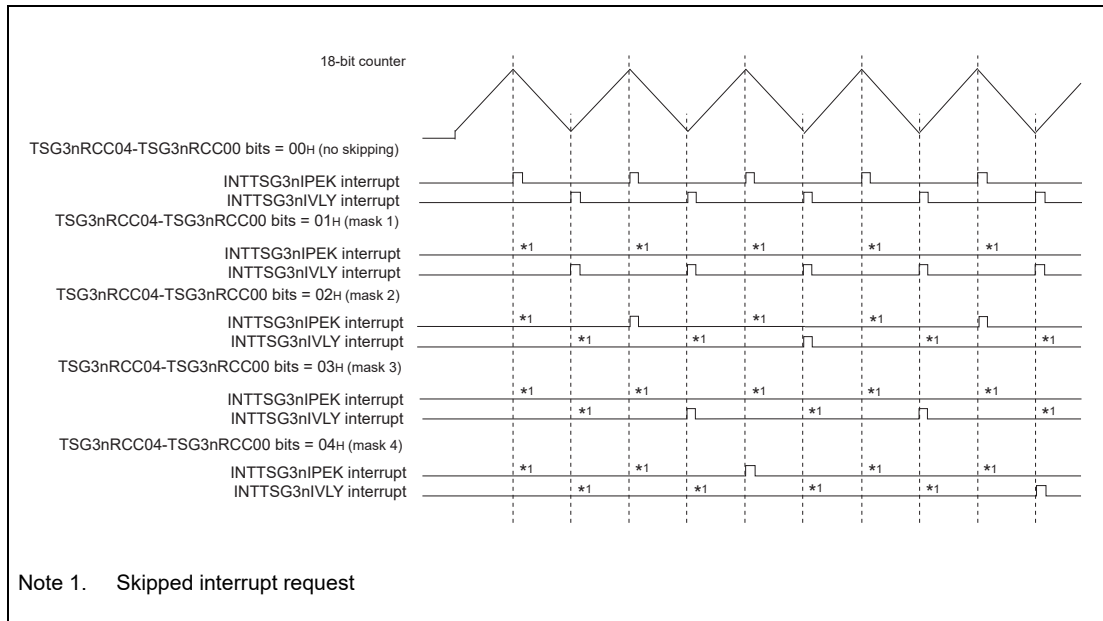 18-bit counter
TSG3nRCC04-TSG3nRCC00 bits = 00H (no skipping)
INTTSG3nIPEK interrupt
INTTSG3nIVLY interrupt
TSG3nRCC04-TSG3nRCC00 bits = 01H (mask 1)
*1 *1 *1 *1 *1
INTTSG3nIPEK interrupt
INTTSG3nIVLY interrupt
TSG3nRCC04-TSG3nRCC00 bits = 02H (mask 2)
INTTSG3nIPEK interrupt *1 *1 *1
INTTSG3nIVLY interrupt *1 *1 *1 *1
TSG3nRCC04-TSG3nRCC00 bits = 03H (mask 3)
INTTSG3nIPEK interrupt *1 *1 *1 *1 *1
INTTSG3nIVLY interrupt *1 *1 *1
TSG3nRCC04-TSG3nRCC00 bits = 04H (mask 4)
INTTSG3nIPEK interrupt *1 *1 *1 *1
INTTSG3nIVLY interrupt *1 *1 *1 *1
Note 1. Skipped interrupt request